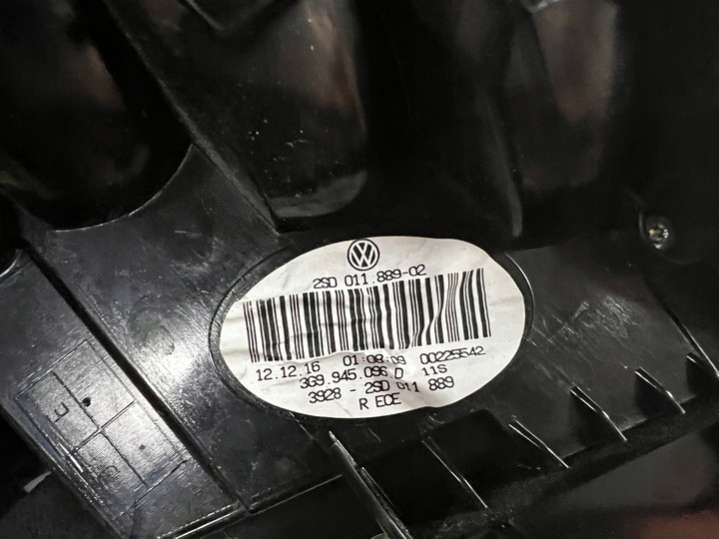 2SD 011.889-02
12.12.16 01:08:09 00225542
3G9.945.096 D 11S
3928 - 2SD 011 889
R ECE